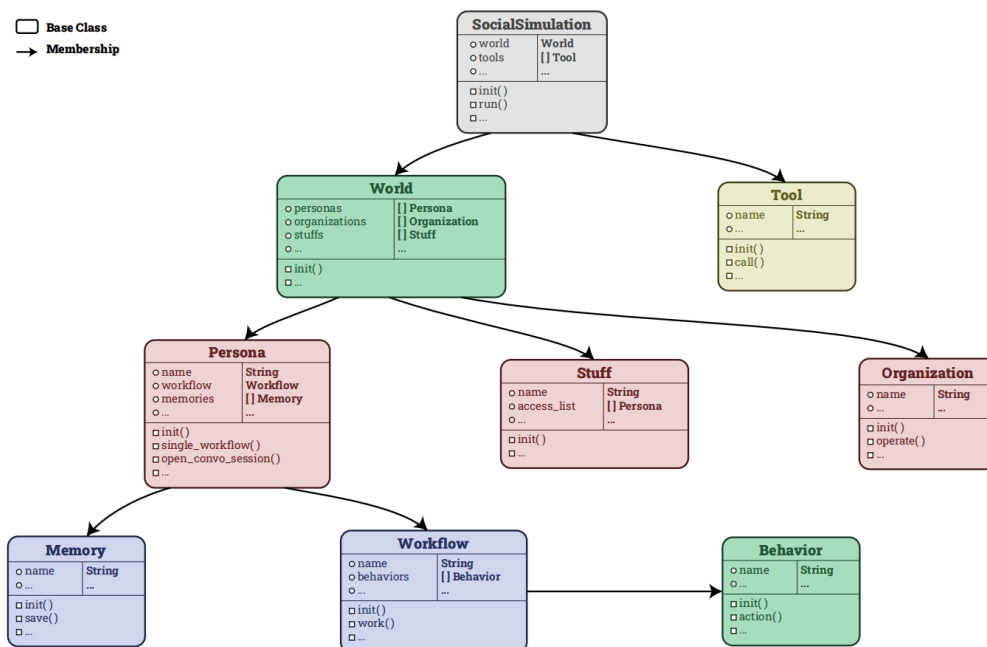 Base Class
Membership
SocialSimulation
world World
tools [ ] Tool
... ...
init( )
run( )
...
World
personas [ ] Persona
organizations [ ] Organization
stuffs [ ] Stuff
... ...
init( )
...
Tool
name String
... ...
init( )
call( )
...
Persona
name String
workflow Workflow
memories [ ] Memory
... ...
init( )
single_workflow( )
open_convo_session( )
...
Stuff
name String
access_list [ ] Persona
... ...
init( )
...
Organization
name String
... ...
init( )
operate( )
...
Memory
name String
... ...
init( )
save( )
...
Workflow
name String
behaviors [ ] Behavior
... ...
init( )
work( )
...
Behavior
name String
... ...
init( )
action( )
...